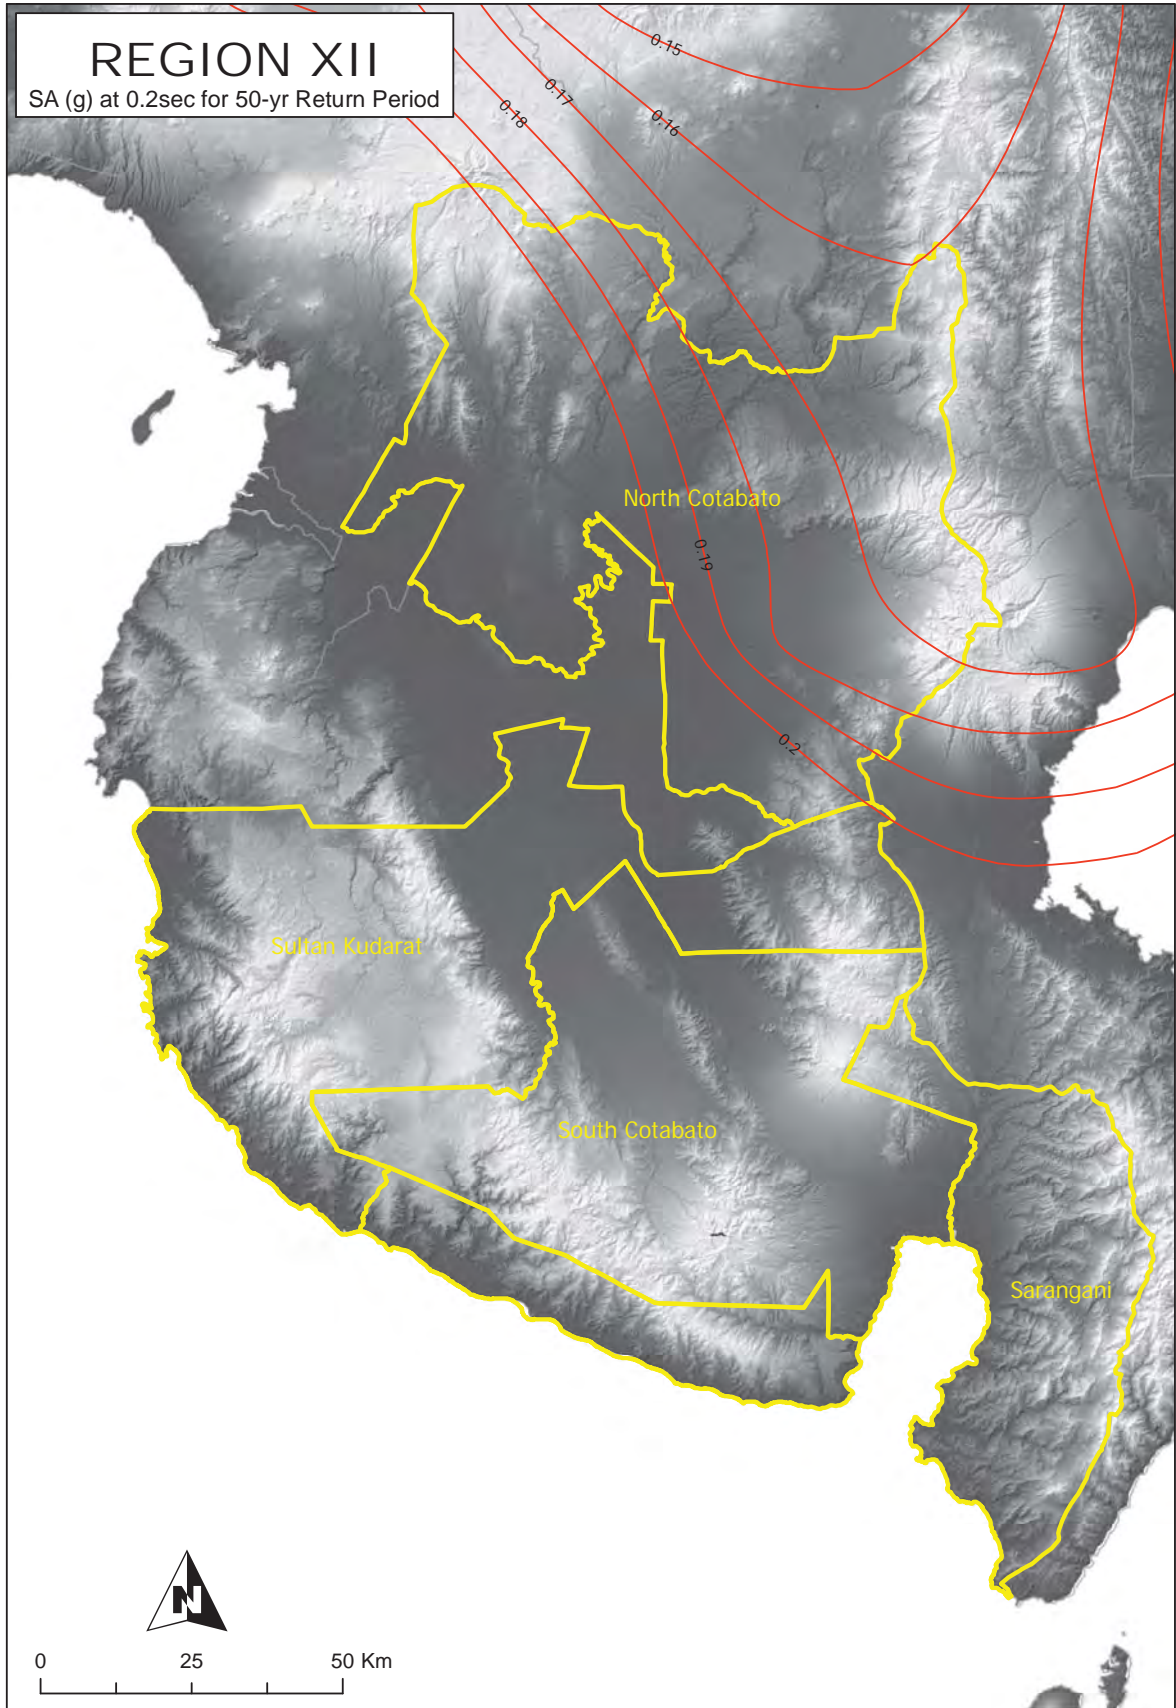 REGION XII
SA (g) at 0.2sec for 50-yr Return Period
0.15
0.17
0.18
0.16
North Cotabato
0.19
0.2
Sultan Kudarat
South Cotabato
Sarangani
N
0 25 50 Km